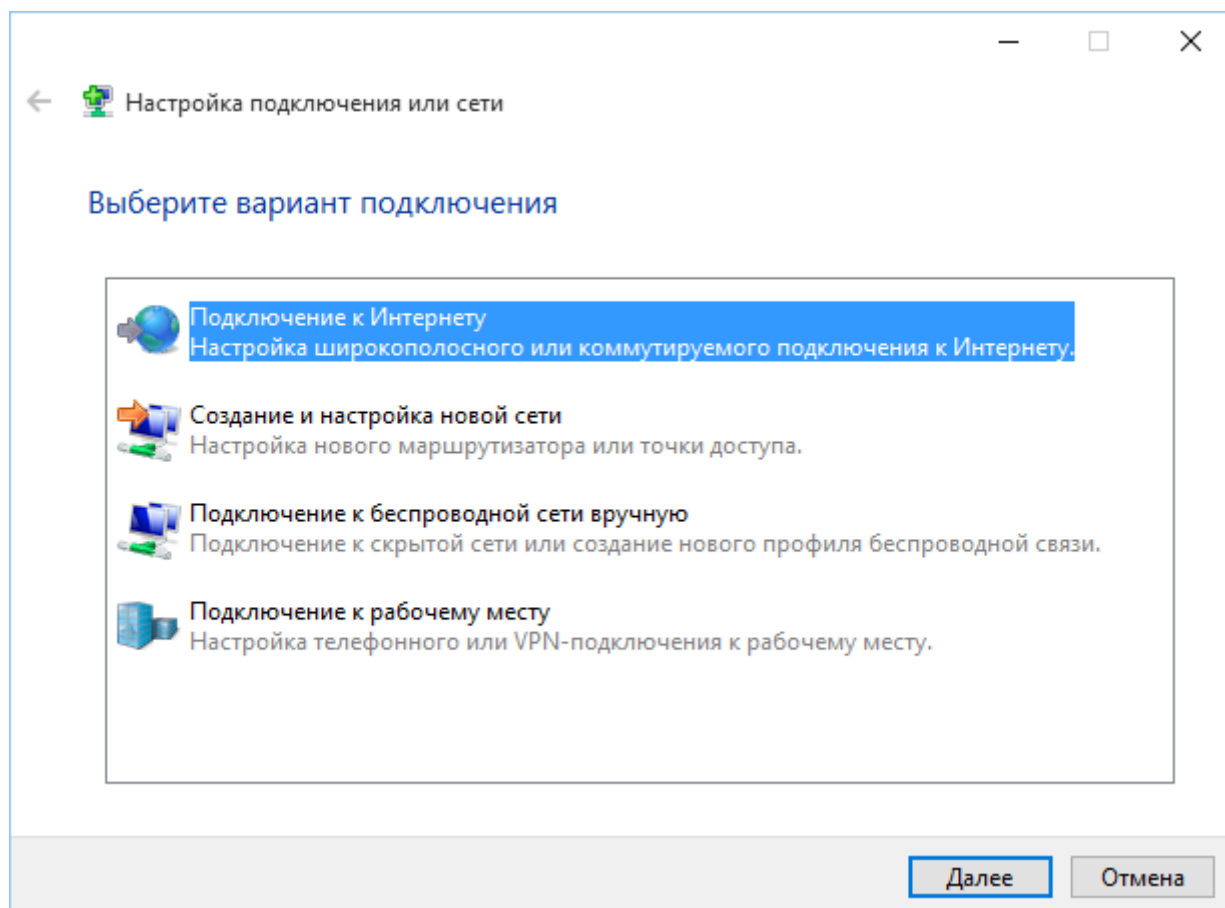 Настройка подключения или сети
Выберите вариант подключения
Подключение к Интернету
Настройка широкополосного или коммутируемого подключения к Интернету.
Создание и настройка новой сети
Настройка нового маршрутизатора или точки доступа.
Подключение к беспроводной сети вручную
Подключение к скрытой сети или создание нового профиля беспроводной связи.
Подключение к рабочему месту
Настройка телефонного или VPN-подключения к рабочему месту.
Далее
Отмена